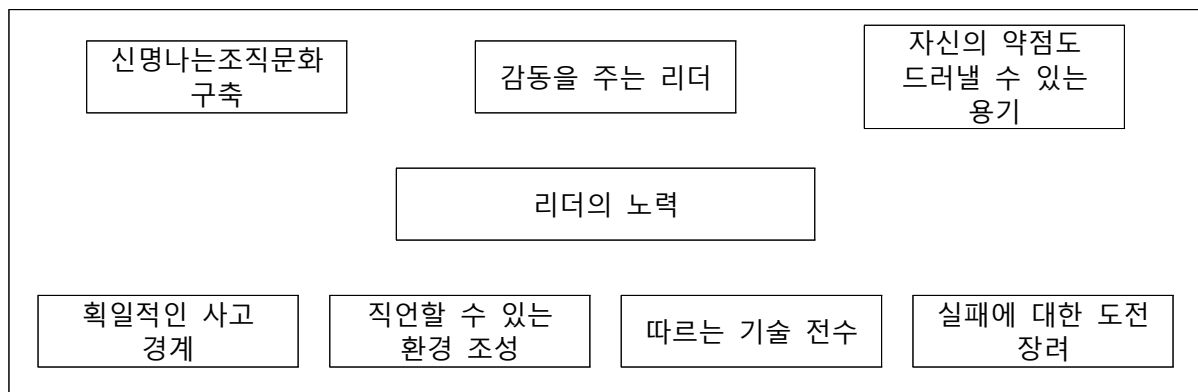 신명나는조직문화
구축
감동을 주는 리더
자신의 약점도
드러낼 수 있는
용기
리더의 노력
획일적인 사고
경계
직언할 수 있는
환경 조성
따르는 기술 전수
실패에 대한 도전
장려